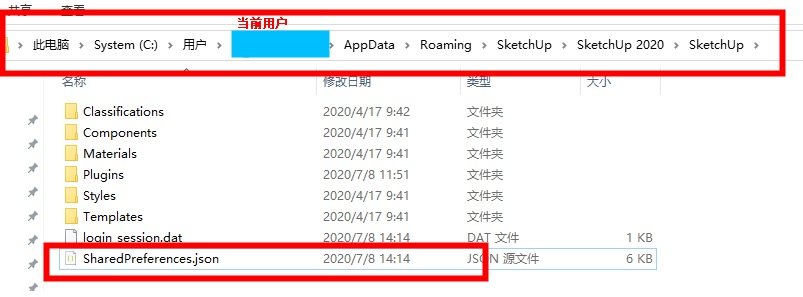 共享 查看
当前用户
此电脑 › System (C:) › 用户 › › AppData › Roaming › SketchUp › SketchUp 2020 › SketchUp ›
名称 修改日期 类型 大小
Classifications 2020/4/17 9:42 文件夹
Components 2020/4/17 9:41 文件夹
Materials 2020/4/17 9:41 文件夹
Plugins 2020/7/8 11:51 文件夹
Styles 2020/4/17 9:41 文件夹
Templates 2020/4/17 9:41 文件夹
login_session.dat 2020/7/8 14:14 DAT 文件 1 KB
SharedPreferences.json 2020/7/8 14:14 JSON 源文件 6 KB